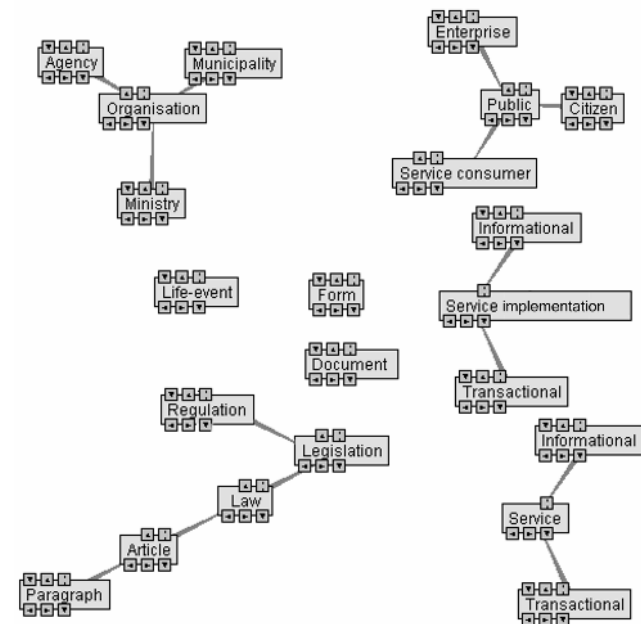 Enterprise
Agency
Municipality
Organisation
Public
Citizen
Service consumer
Ministry
Informational
Life-event
Form
Service implementation
Document
Transactional
Regulation
Informational
Legislation
Law
Service
Article
Paragraph
Transactional